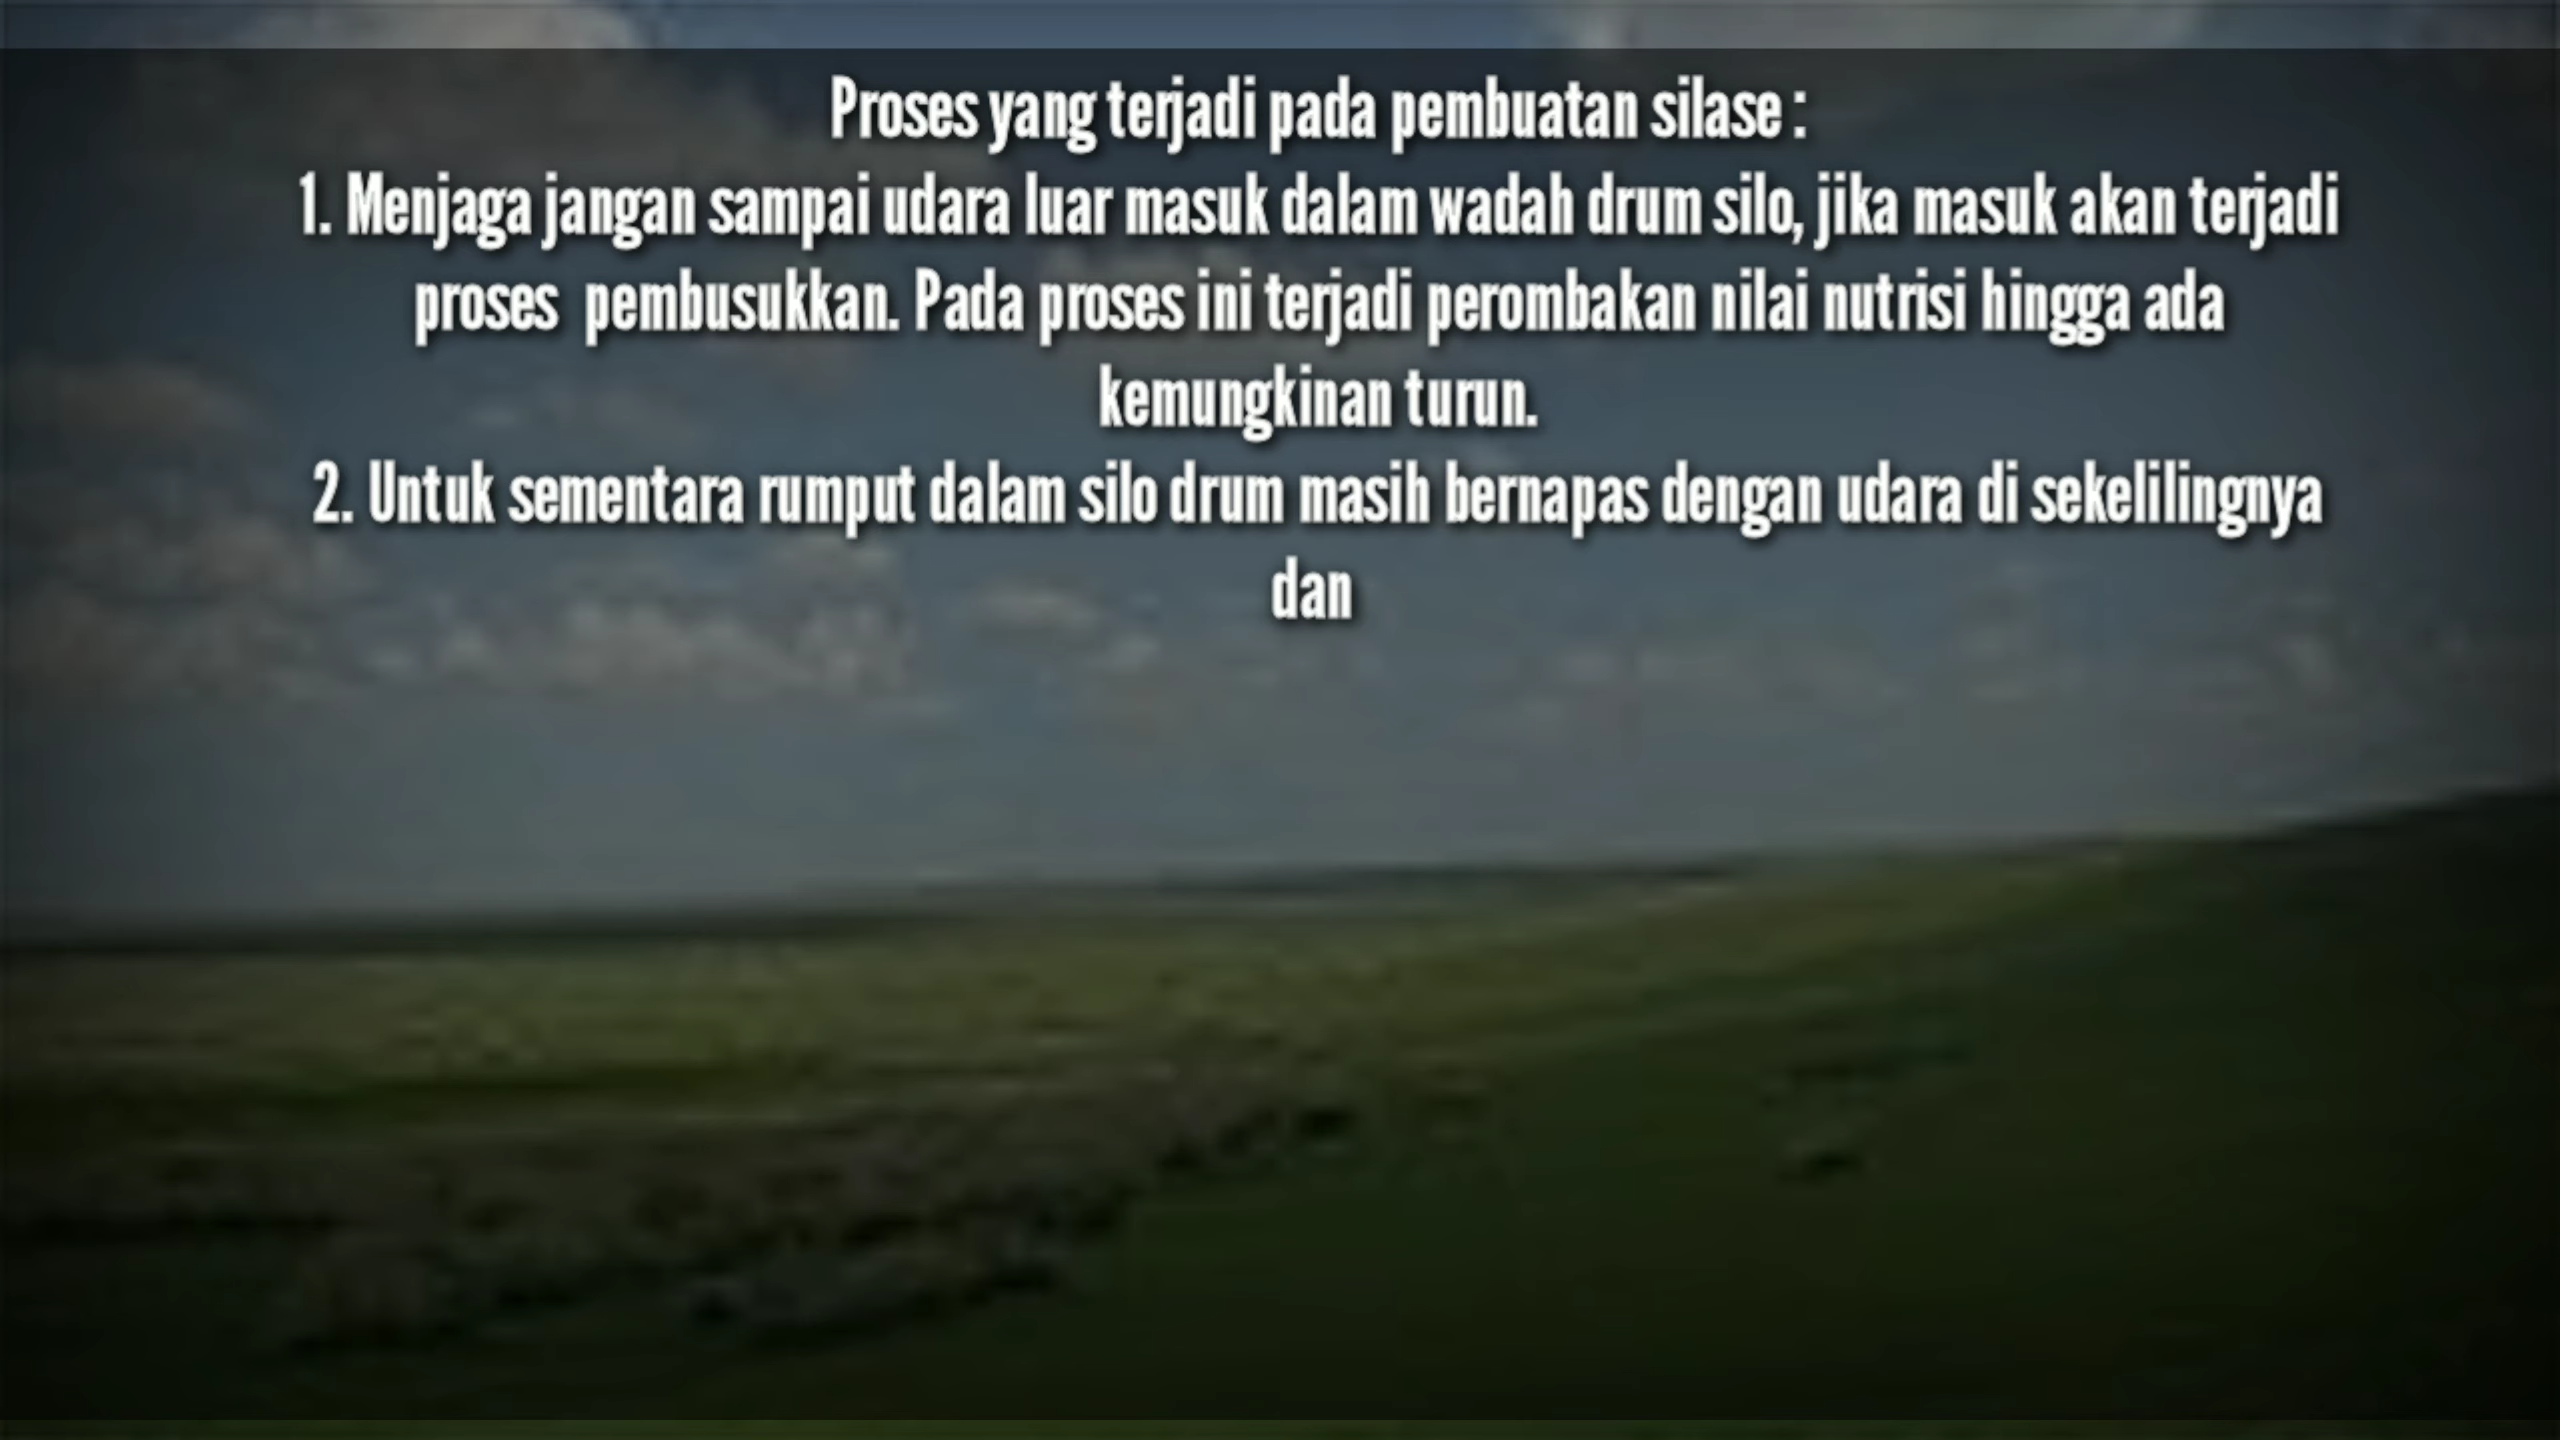 Proses yang terjadi pada pembuatan silase :
1. Menjaga jangan sampai udara luar masuk dalam wadah drum silo, jika masuk akan terjadi
proses  pembusukkan. Pada proses ini terjadi perombakan nilai nutrisi hingga ada
kemungkinan turun.
2. Untuk sementara rumput dalam silo drum masih bernapas dengan udara di sekelilingnya
dan